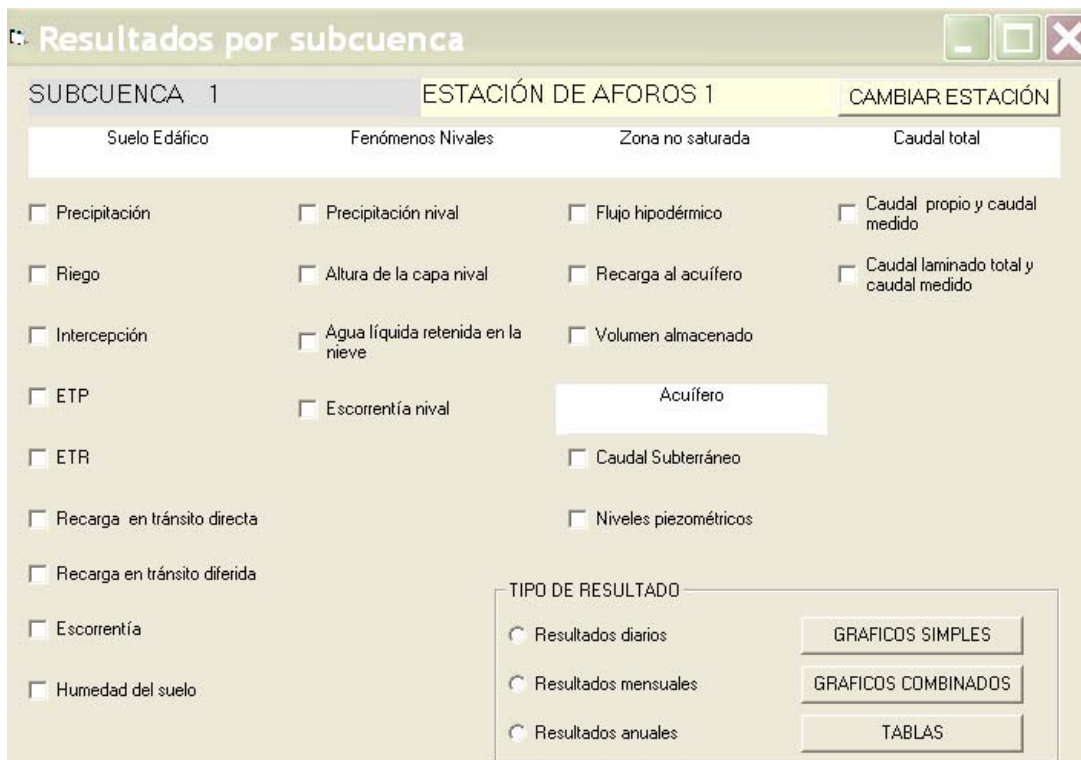 Resultados por subcuenca
SUBCUENCA 1
ESTACIÓN DE AFOROS 1
CAMBIAR ESTACIÓN
Suelo Edáfico
Fenómenos Nivales
Zona no saturada
Caudal total
Precipitación
Precipitación nival
Flujo hipodérmico
Caudal propio y caudal
medido
Riego
Altura de la capa nival
Recarga al acuífero
Caudal laminado total y
caudal medido
Intercepción
Agua líquida retenida en la
nieve
Volumen almacenado
ETP
Escorrentía nival
Acuífero
ETR
Caudal Subterráneo
Recarga en tránsito directa
Niveles piezométricos
Recarga en tránsito diferida
Escorrentía
Humedad del suelo
TIPO DE RESULTADO
Resultados diarios
GRAFICOS SIMPLES
Resultados mensuales
GRAFICOS COMBINADOS
Resultados anuales
TABLAS